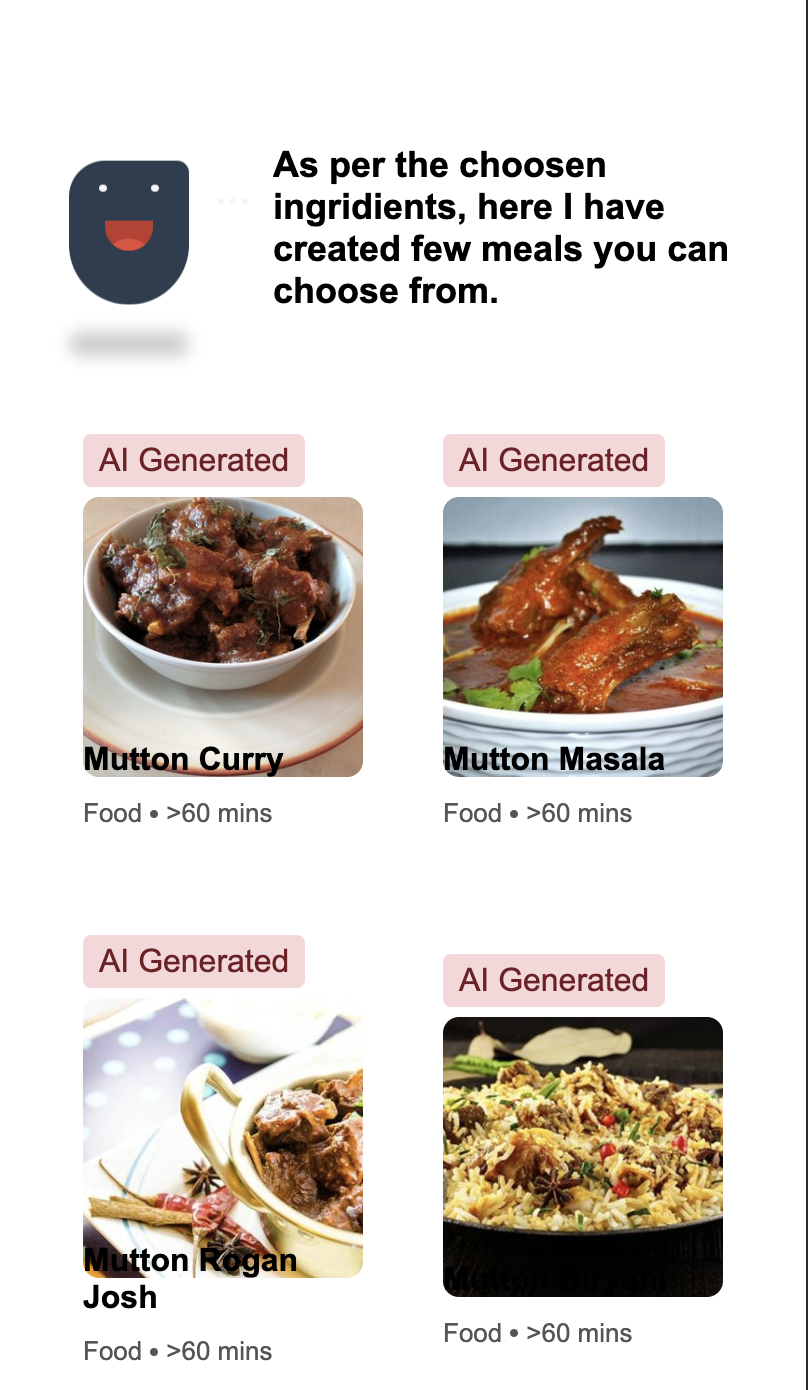 As per the choosen
ingridients, here I have
created few meals you can
choose from.
AI Generated
AI Generated
Mutton Curry
Mutton Masala
Food • >60 mins
Food • >60 mins
AI Generated
AI Generated
Mutton Rogan
Josh
Mutton Biryani
Food • >60 mins
Food • >60 mins